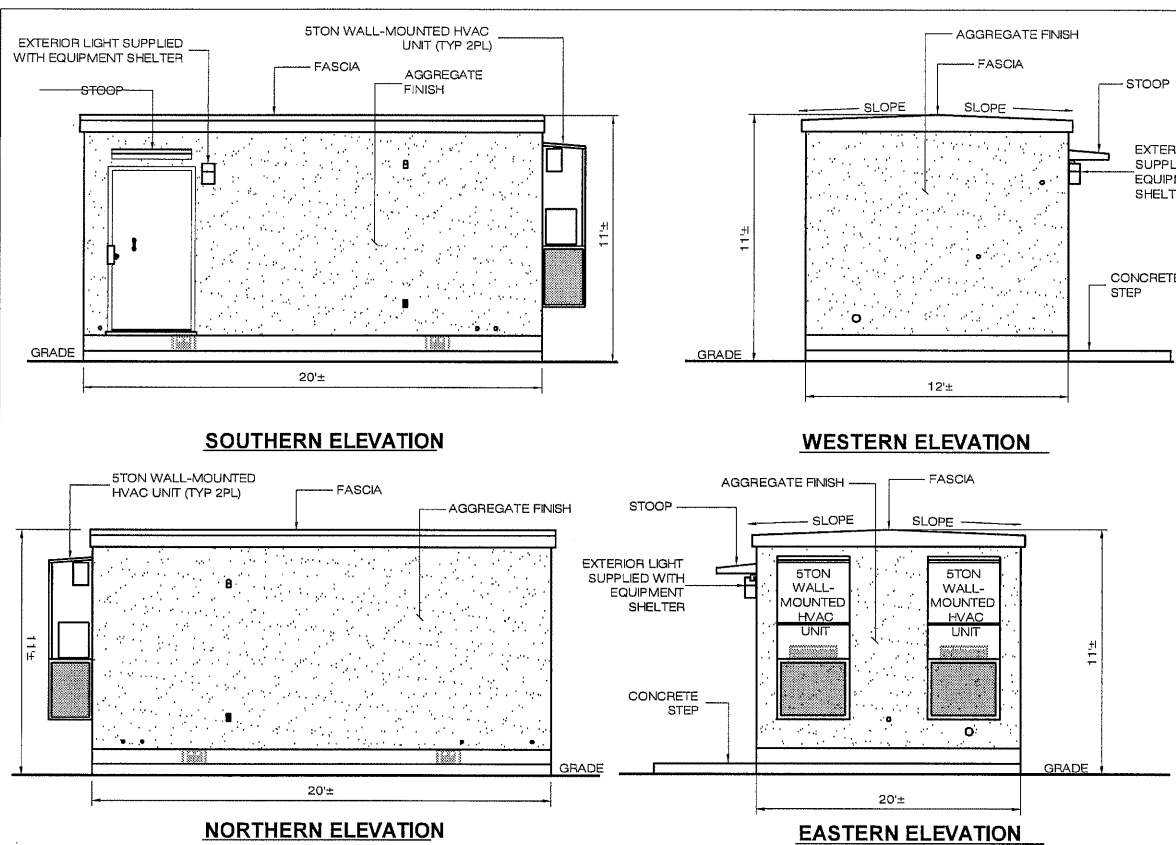 EXTERIOR LIGHT SUPPLIED
WITH EQUIPMENT SHELTER
5TON WALL-MOUNTED HVAC
UNIT (TYP 2PL)
FASCIA
AGGREGATE
FINISH
STOOP
11'±
GRADE
20'±
SOUTHERN ELEVATION
AGGREGATE FINISH
FASCIA
STOOP
SLOPE
SLOPE
EXTER
SUPPL
EQUIPM
SHELT
11'±
CONCRETE
STEP
GRADE
12'±
WESTERN ELEVATION
5TON WALL-MOUNTED
HVAC UNIT (TYP 2PL)
FASCIA
AGGREGATE FINISH
11'±
GRADE
20'±
NORTHERN ELEVATION
AGGREGATE FINISH
FASCIA
STOOP
SLOPE
SLOPE
EXTERIOR LIGHT
SUPPLIED WITH
EQUIPMENT
SHELTER
5TON
WALL-
MOUNTED
HVAC
UNIT
5TON
WALL-
MOUNTED
HVAC
UNIT
11'±
CONCRETE
STEP
GRADE
20'±
EASTERN ELEVATION